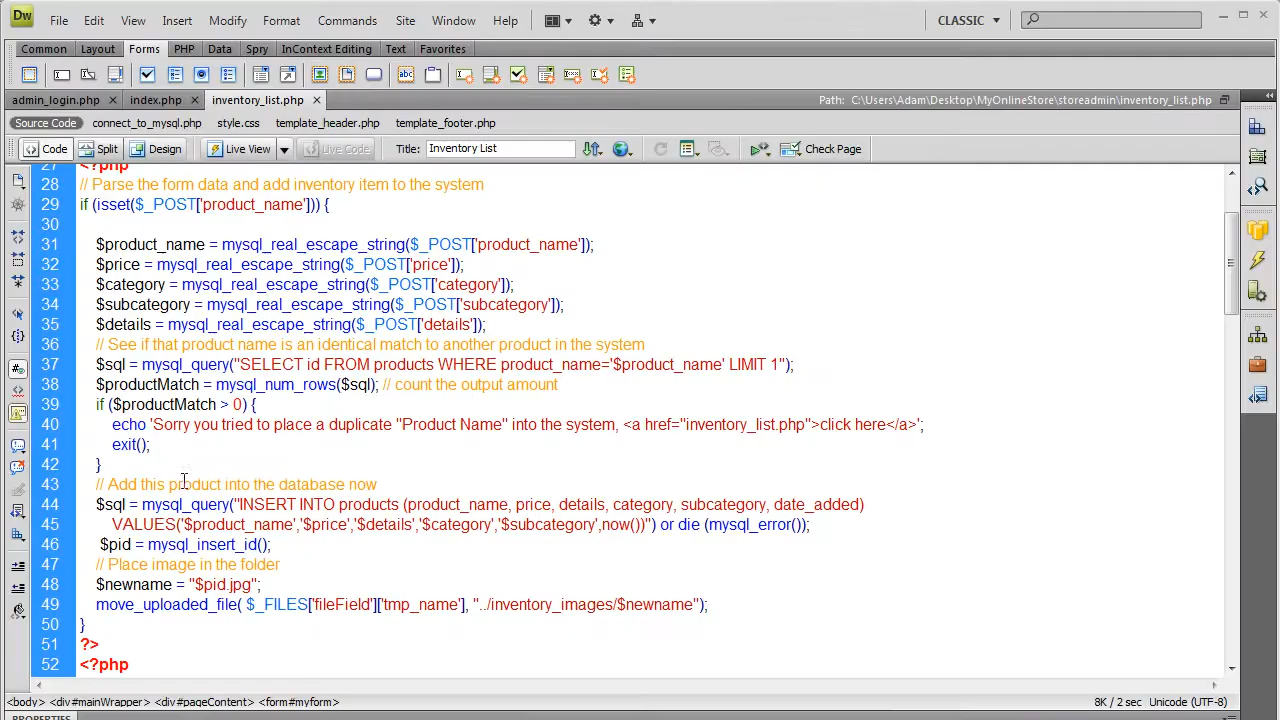 Dw File Edit View Insert Modify Format Commands Site Window Help CLASSIC
Common Layout Forms PHP Data Spry InContext Editing Text Favorites
abc
admin_login.php index.php inventory_list.php Path: C:\Users\Adam\Desktop\MyOnlineStore\storeadmin\inventory_list.php
Source Code connect_to_mysql.php style.css template_header.php template_footer.php
Code Split Design Live View Live Code Title: Inventory List Check Page
27 <?php
28 // Parse the form data and add inventory item to the system
29 if (isset($_POST['product_name'])) {
30
31 $product_name = mysql_real_escape_string($_POST['product_name']);
32 $price = mysql_real_escape_string($_POST['price']);
33 $category = mysql_real_escape_string($_POST['category']);
34 $subcategory = mysql_real_escape_string($_POST['subcategory']);
35 $details = mysql_real_escape_string($_POST['details']);
36 // See if that product name is an identical match to another product in the system
37 $sql = mysql_query("SELECT id FROM products WHERE product_name='$product_name' LIMIT 1");
38 $productMatch = mysql_num_rows($sql); // count the output amount
39 if ($productMatch > 0) {
40 echo 'Sorry you tried to place a duplicate "Product Name" into the system, <a href="inventory_list.php">click here</a>';
41 exit();
42 }
43 // Add this product into the database now
44 $sql = mysql_query("INSERT INTO products (product_name, price, details, category, subcategory, date_added)
45 VALUES('$product_name','$price','$details','$category','$subcategory',now())") or die (mysql_error());
46 $pid = mysql_insert_id();
47 // Place image in the folder
48 $newname = "$pid.jpg";
49 move_uploaded_file( $_FILES['fileField']['tmp_name'], "../inventory_images/$newname");
50 }
51 ?>
52 <?php
<body> <div#mainWrapper> <div#pageContent> <form#myform> 8K / 2 sec Unicode (UTF-8)
PROPERTIES